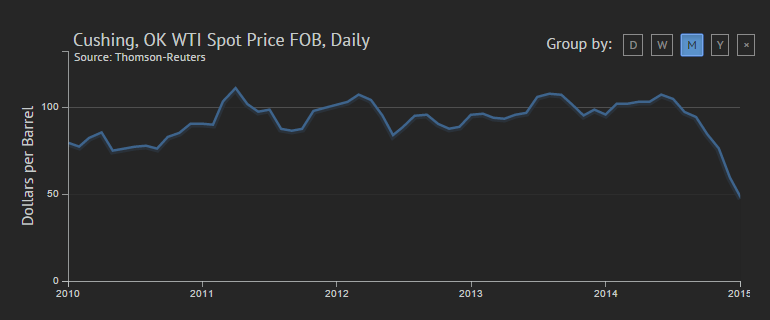 Cushing, OK WTI Spot Price FOB, Daily
Source: Thomson-Reuters
Group by: D W M Y ×
Dollars per Barrel
100
50
0
2010 2011 2012 2013 2014 2015